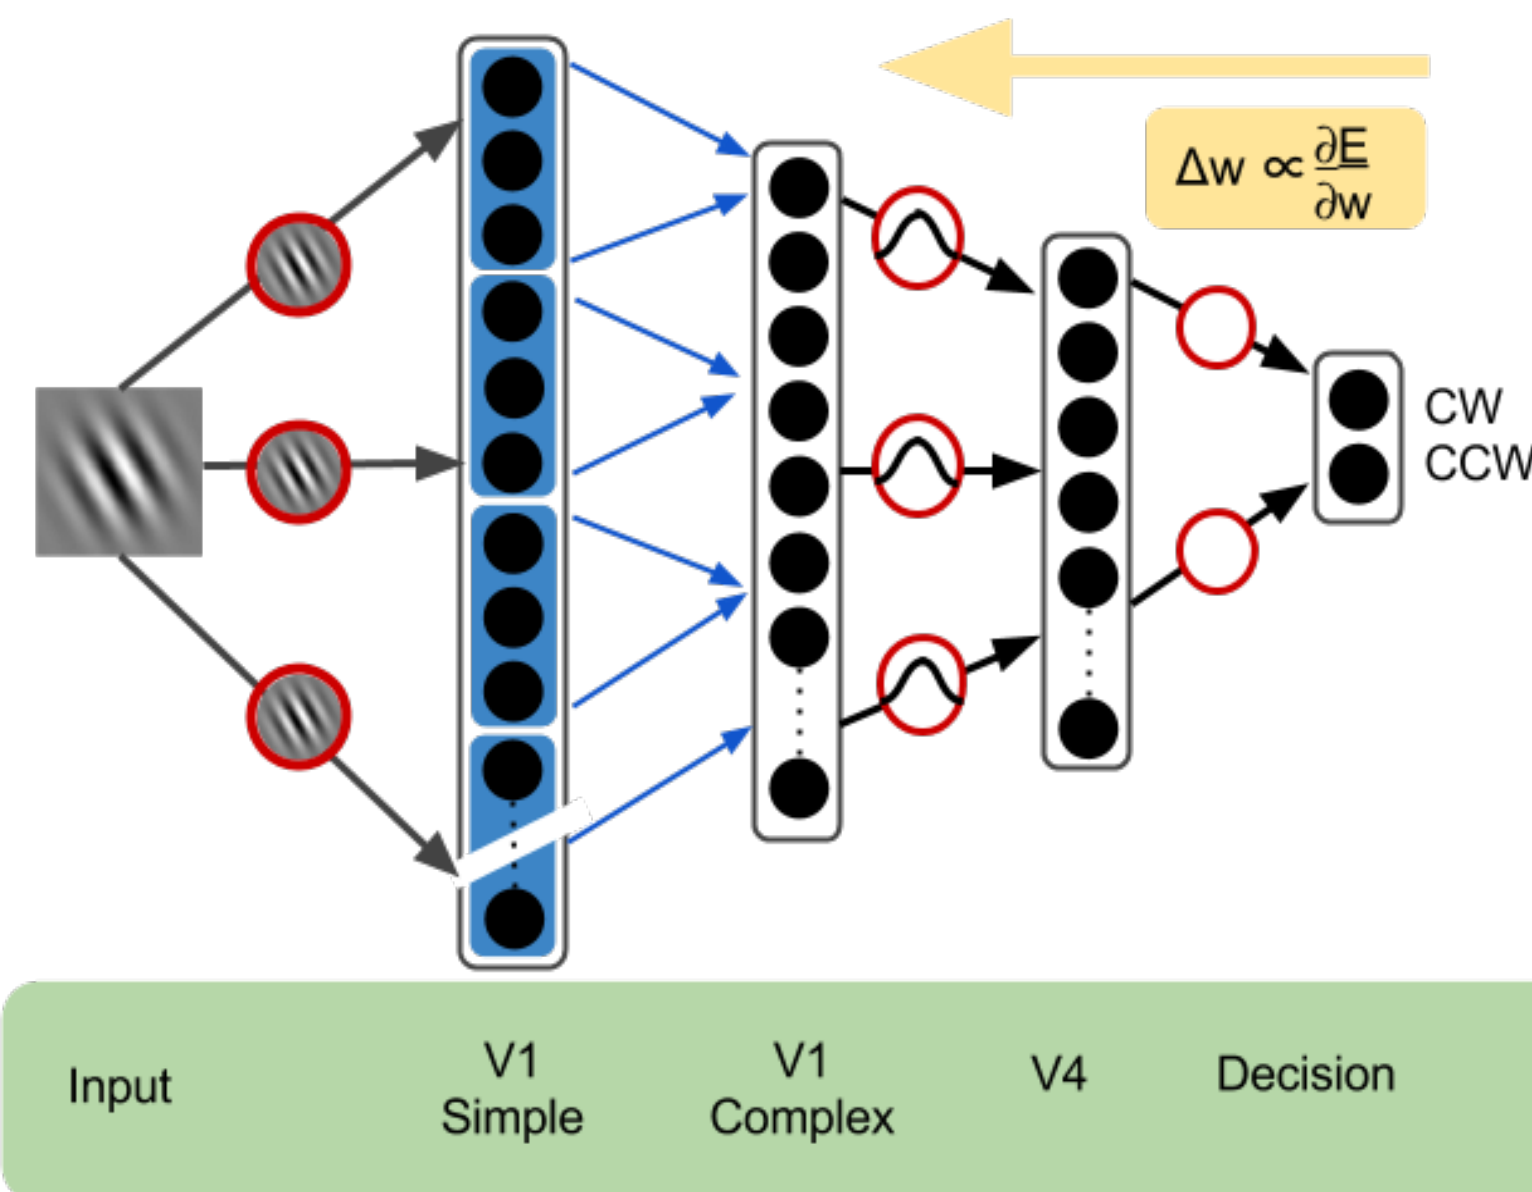 Δw ∝ ∂E
∂w
CW
CCW
Input
V1
Simple
V1
Complex
V4
Decision